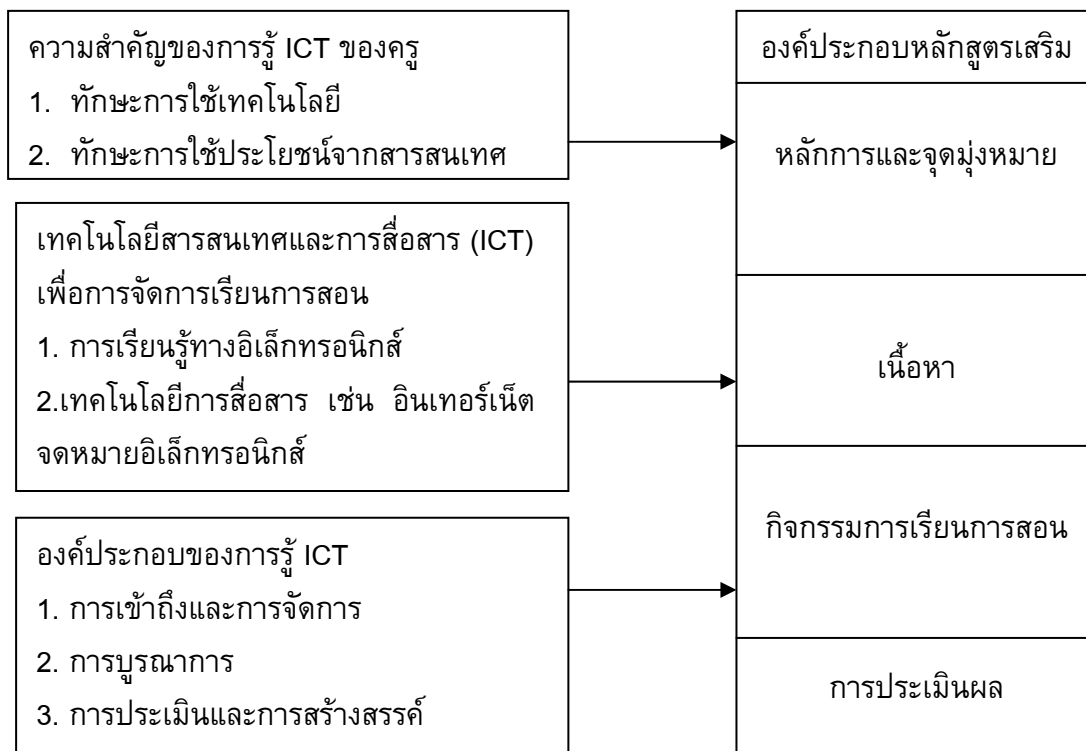 ความสำคัญของการรู้ ICT ของครู
1. ทักษะการใช้เทคโนโลยี
2. ทักษะการใช้ประโยชน์จากสารสนเทศ
เทคโนโลยีสารสนเทศและการสื่อสาร (ICT)
เพื่อการจัดการเรียนการสอน
1. การเรียนรู้ทางอิเล็กทรอนิกส์
2.เทคโนโลยีการสื่อสาร เช่น อินเทอร์เน็ต
จดหมายอิเล็กทรอนิกส์
องค์ประกอบของการรู้ ICT
1. การเข้าถึงและการจัดการ
2. การบูรณาการ
3. การประเมินและการสร้างสรรค์
องค์ประกอบหลักสูตรเสริม
หลักการและจุดมุ่งหมาย
เนื้อหา
กิจกรรมการเรียนการสอน
การประเมินผล